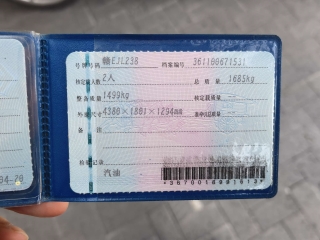 号牌号码 赣EJL238 档案编号 361100671531
核定载人数 2人 总质量 1685kg
整备质量 1499kg 核定载质量 --
外廓尺寸 4380×1801×1294mm 准牵引总质量 --
备注
检验记录
汽油